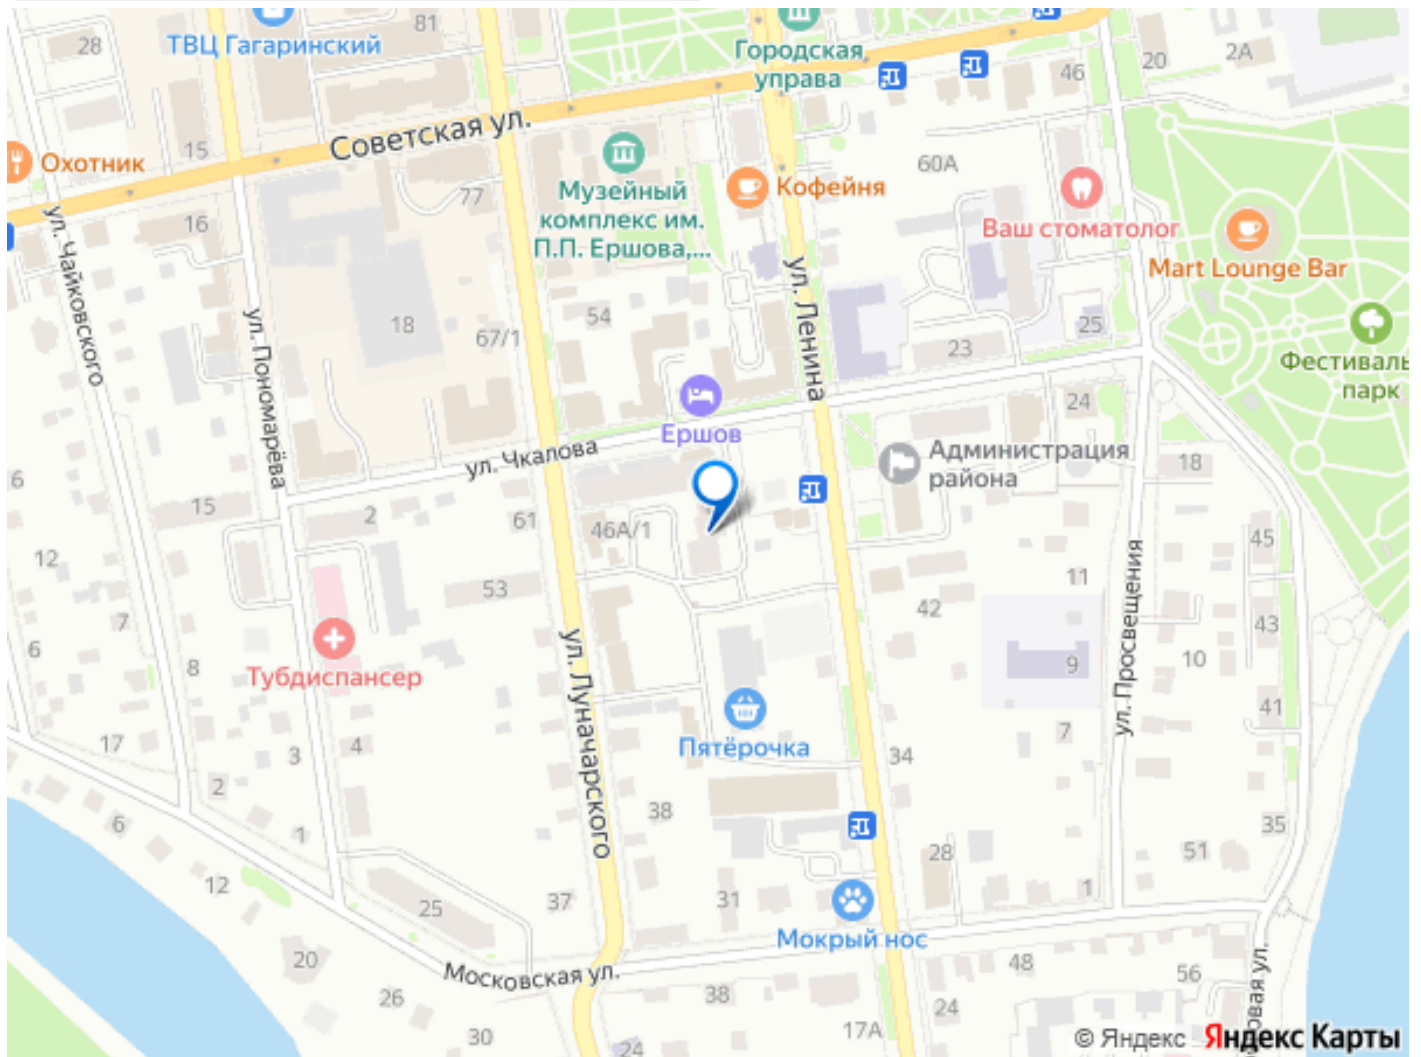 28
ТВЦ Гагаринский
81
Городская
управа
46
20
2А
Советская ул.
15
Охотник
77
Музейный
комплекс им.
П.П. Ершова,...
Кофейня
60А
Ваш стоматолог
Mart Lounge Bar
16
ул. Чайковского
ул. Пономарёва
18
67/1
54
ул. Ленина
23
25
Фестиваль
парк
Ершов
24
ул. Чкалова
Администрация
района
18
6
15
2
61
46А/1
12
53
45
11
42
ул. Просвещения
43
7
6
8
Тубдиспансер
ул. Луначарского
9
10
41
Пятёрочка
17
3
4
2
34
7
1
38
6
35
28
51
12
25
37
31
1
Мокрый нос
20
Московская ул.
48
56
26
38
24
овая ул.
30
24
17А
© Яндекс Яндекс Карты